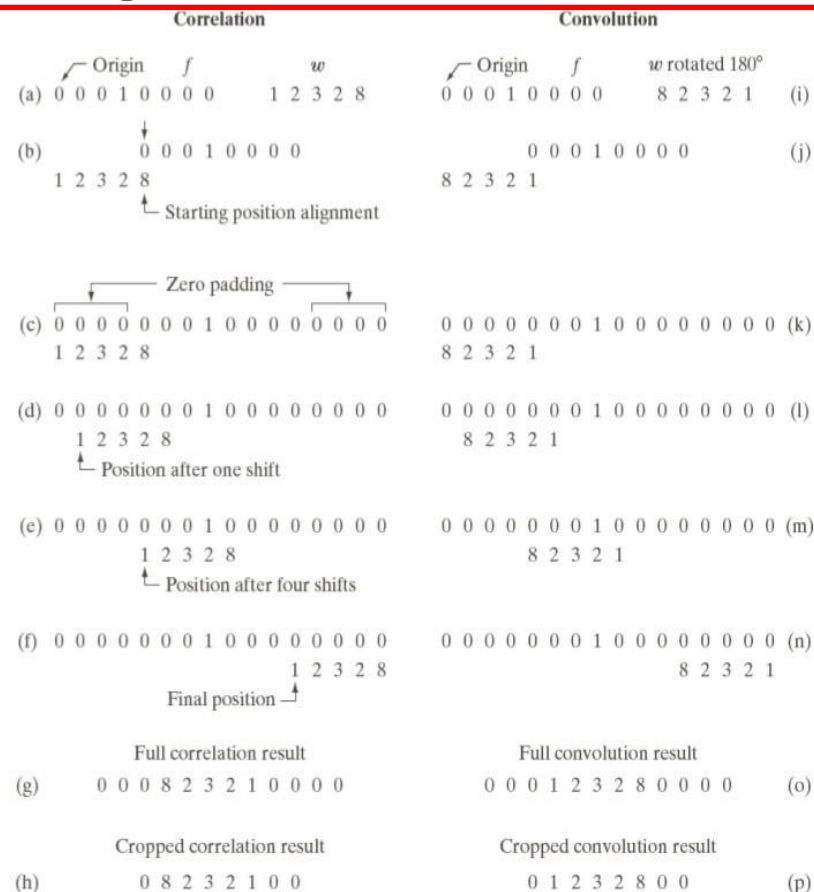 Correlation Convolution
Origin f w Origin f w rotated 180°
(a) 0 0 0 1 0 0 0 0 1 2 3 2 8 0 0 0 1 0 0 0 0 8 2 3 2 1 (i)
(b) 0 0 0 1 0 0 0 0 0 0 0 1 0 0 0 0 (j)
1 2 3 2 8 8 2 3 2 1
Starting position alignment
Zero padding
(c) 0 0 0 0 0 0 0 1 0 0 0 0 0 0 0 0 0 0 0 0 0 0 0 1 0 0 0 0 0 0 0 0 (k)
1 2 3 2 8 8 2 3 2 1
(d) 0 0 0 0 0 0 0 1 0 0 0 0 0 0 0 0 0 0 0 0 0 0 0 1 0 0 0 0 0 0 0 0 (l)
1 2 3 2 8 8 2 3 2 1
Position after one shift
(e) 0 0 0 0 0 0 0 1 0 0 0 0 0 0 0 0 0 0 0 0 0 0 0 1 0 0 0 0 0 0 0 0 (m)
1 2 3 2 8 8 2 3 2 1
Position after four shifts
(f) 0 0 0 0 0 0 0 1 0 0 0 0 0 0 0 0 0 0 0 0 0 0 0 1 0 0 0 0 0 0 0 0 (n)
1 2 3 2 8 8 2 3 2 1
Final position
Full correlation result Full convolution result
(g) 0 0 0 8 2 3 2 1 0 0 0 0 0 0 0 1 2 3 2 8 0 0 0 0 (o)
Cropped correlation result Cropped convolution result
(h) 0 8 2 3 2 1 0 0 0 1 2 3 2 8 0 0 (p)